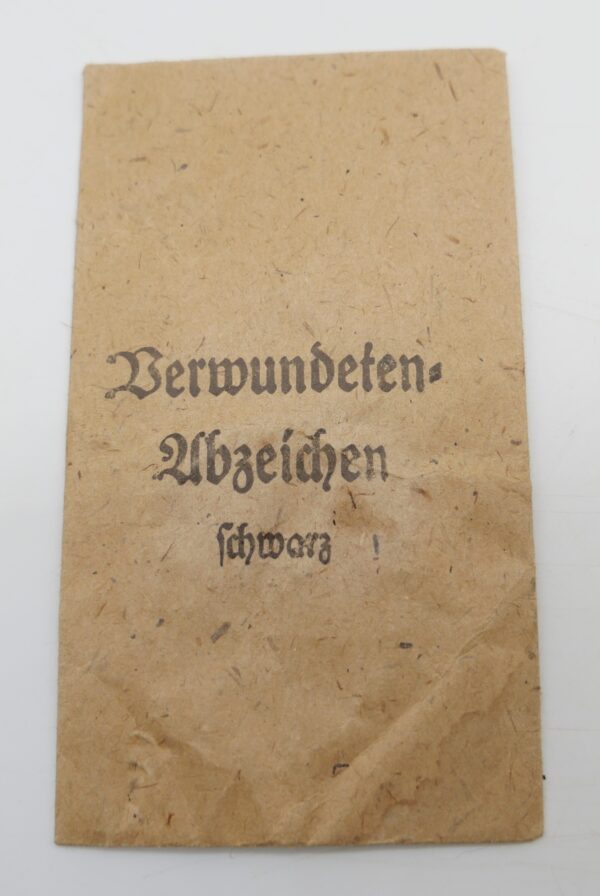 Verwundeten-
Abzeichen
schwarz